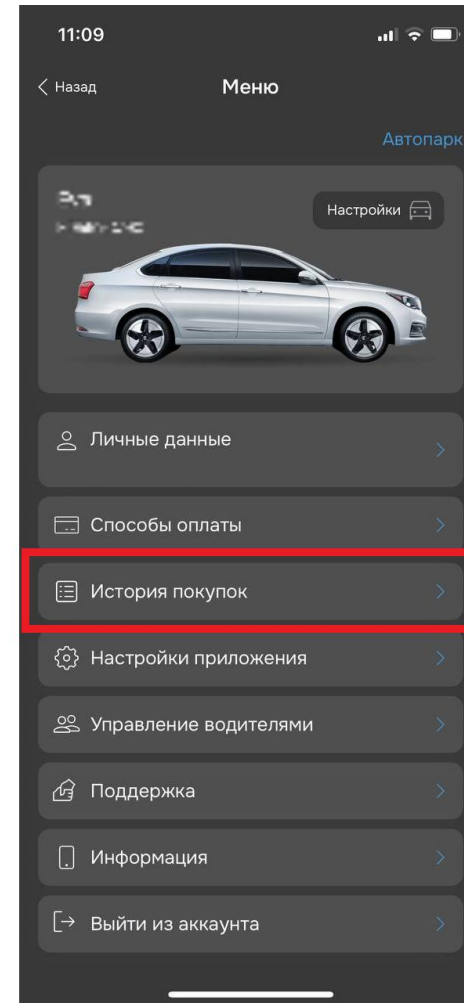 11:09
Назад
Меню
Автопарк
Настройки
Личные данные
Способы оплаты
История покупок
Настройки приложения
Управление водителями
Поддержка
Информация
Выйти из аккаунта